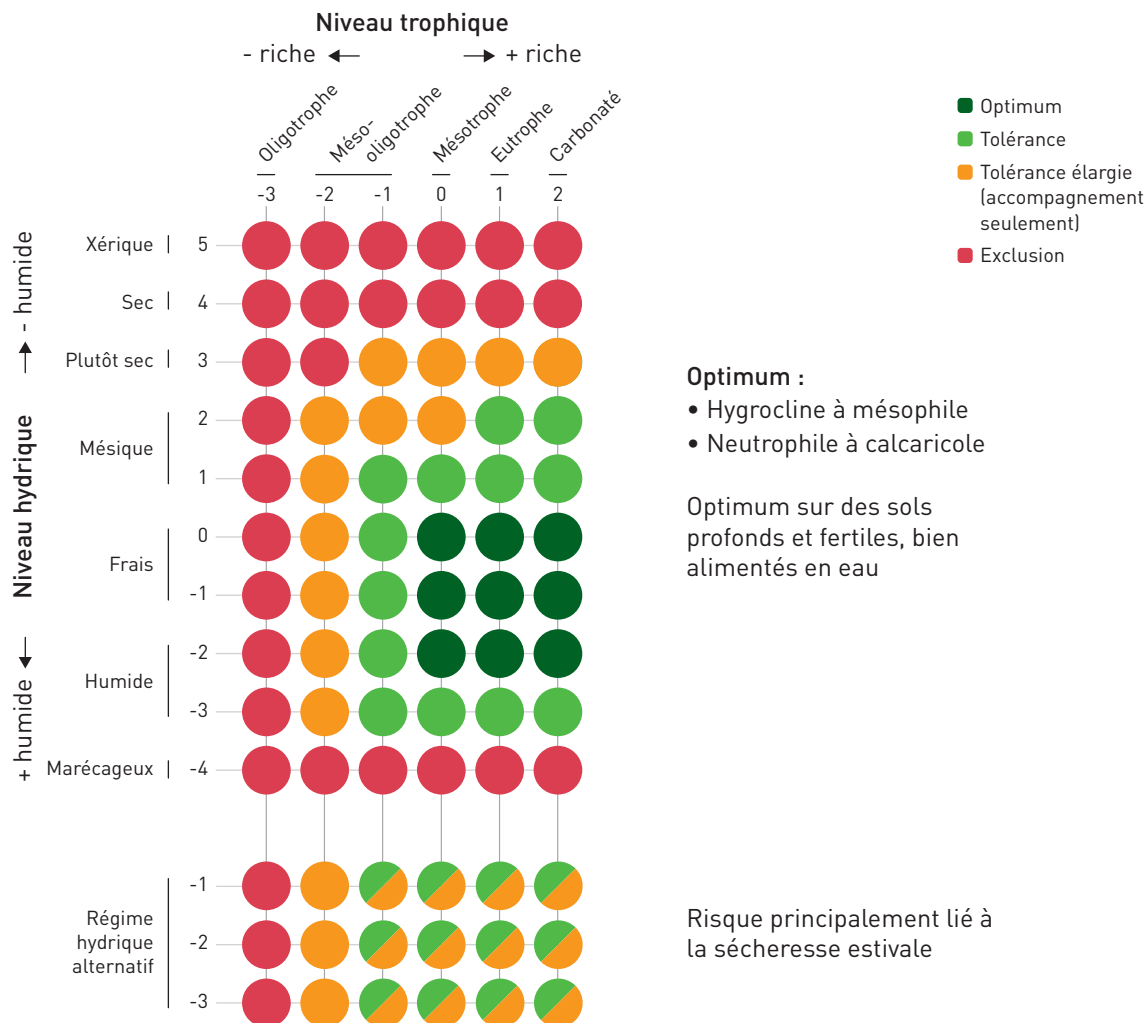 Niveau trophique
- riche ← → + riche
Oligotrophe
Méso-
oligotrophe
Mésotrophe
Eutrophe
Carbonaté
-3 -2 -1 0 1 2
Optimum
Tolérance
Tolérance élargie
(accompagnement
seulement)
Exclusion
Niveau hydrique
→ - humide
+ humide ←
Xérique 5
Sec 4
Plutôt sec 3
2
Mésique
1
0
Frais
-1
-2
Humide
-3
Marécageux -4
Optimum :
• Hygrocline à mésophile
• Neutrophile à calcaricole
Optimum sur des sols
profonds et fertiles, bien
alimentés en eau
-1
Régime
hydrique
alternatif
-2
-3
Risque principalement lié à
la sécheresse estivale